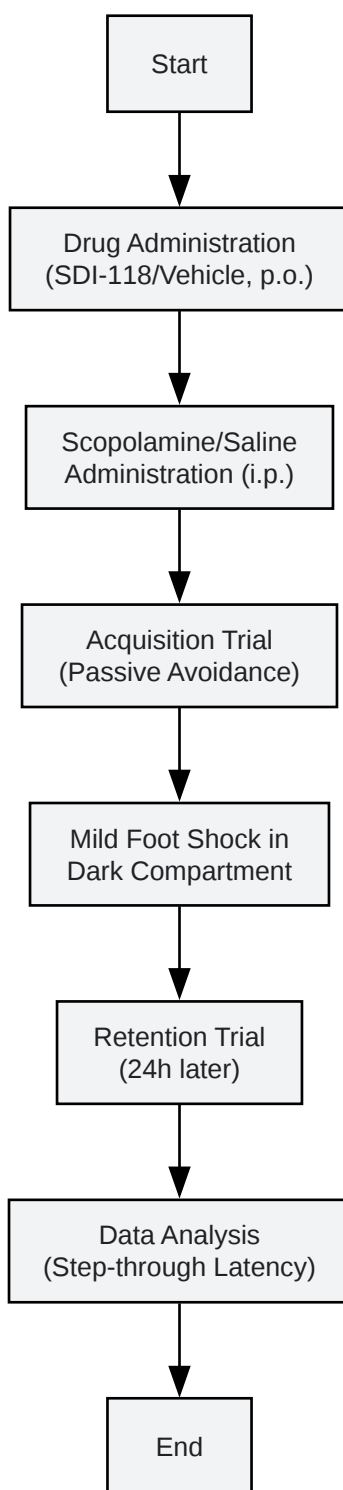 Start
Drug Administration
(SDI-118/Vehicle, p.o.)
Scopolamine/Saline
Administration (i.p.)
Acquisition Trial
(Passive Avoidance)
Mild Foot Shock in
Dark Compartment
Retention Trial
(24h later)
Data Analysis
(Step-through Latency)
End